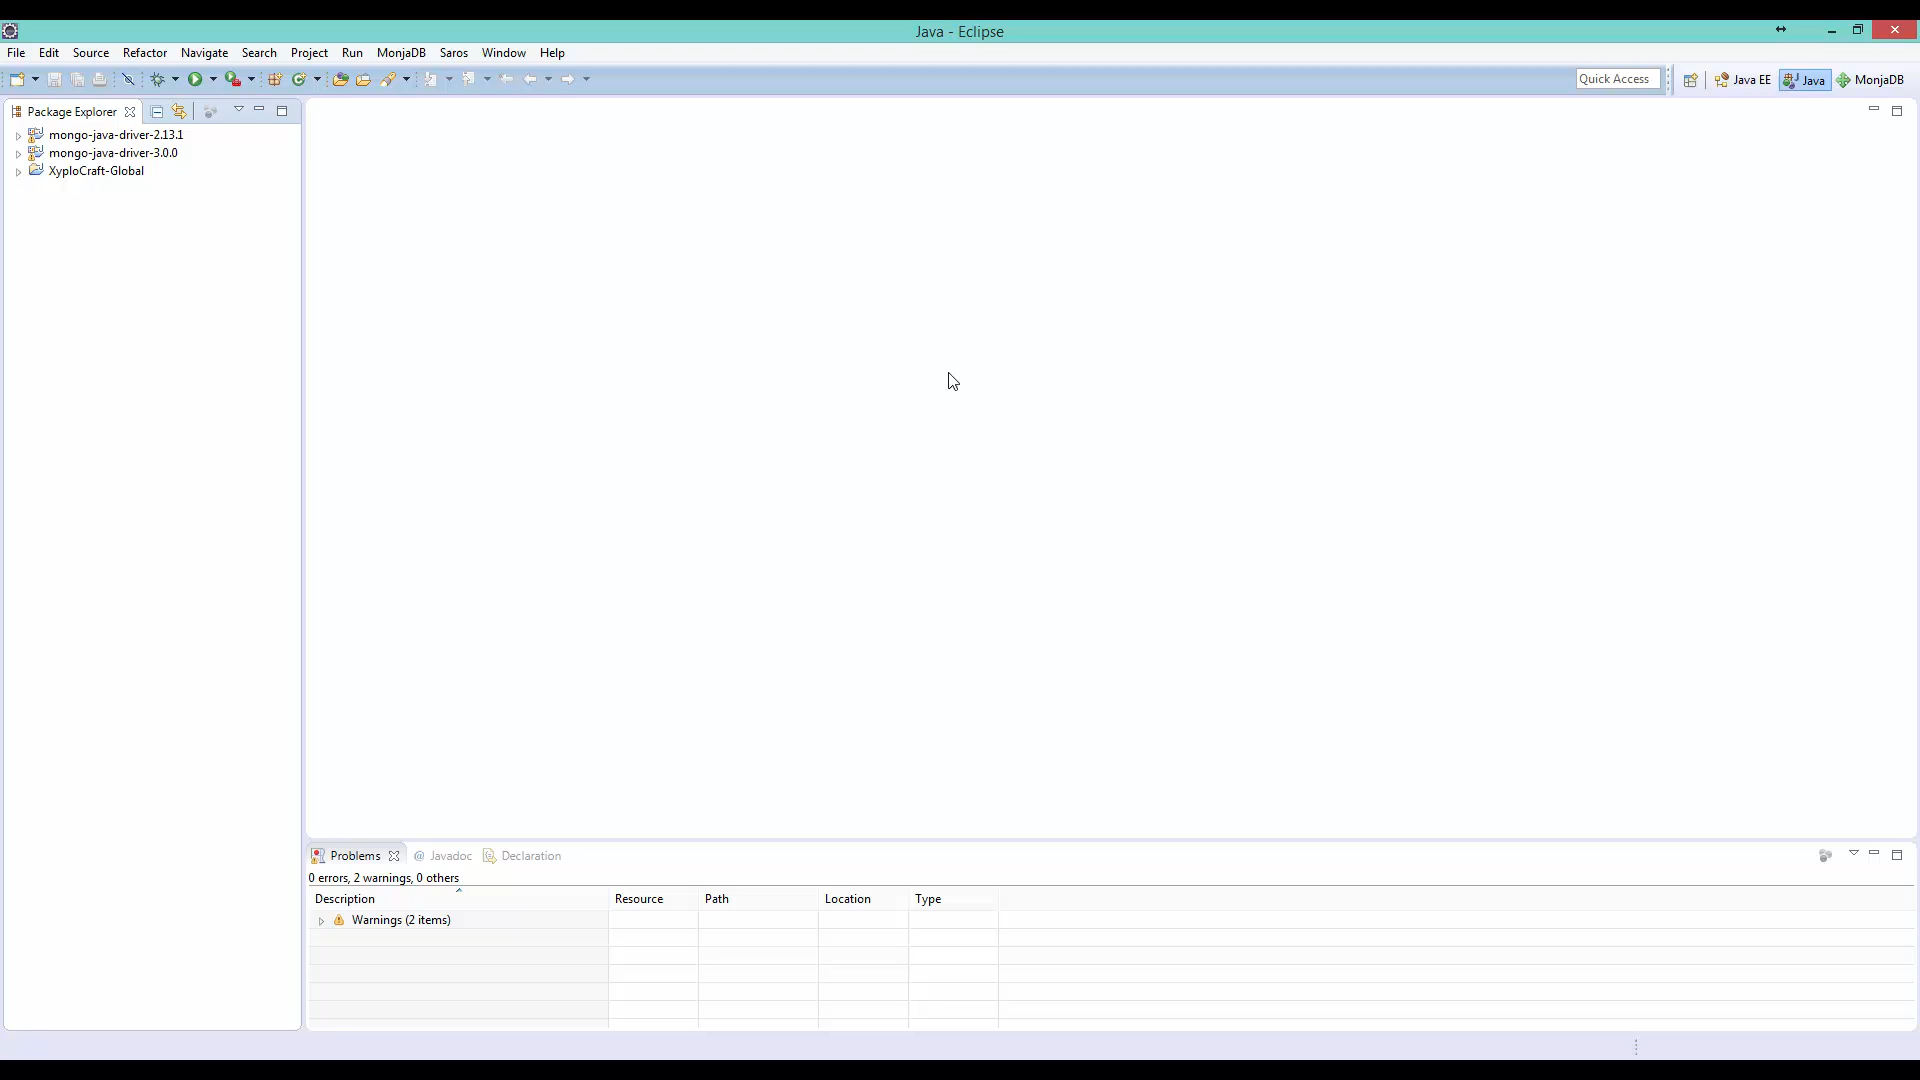 Java - Eclipse
File Edit Source Refactor Navigate Search Project Run MonjaDB Saros Window Help
Quick Access Java EE Java MonjaDB
Package Explorer
mongo-java-driver-2.13.1
mongo-java-driver-3.0.0
XyploCraft-Global
Problems @ Javadoc Declaration
0 errors, 2 warnings, 0 others
Description Resource Path Location Type
Warnings (2 items)